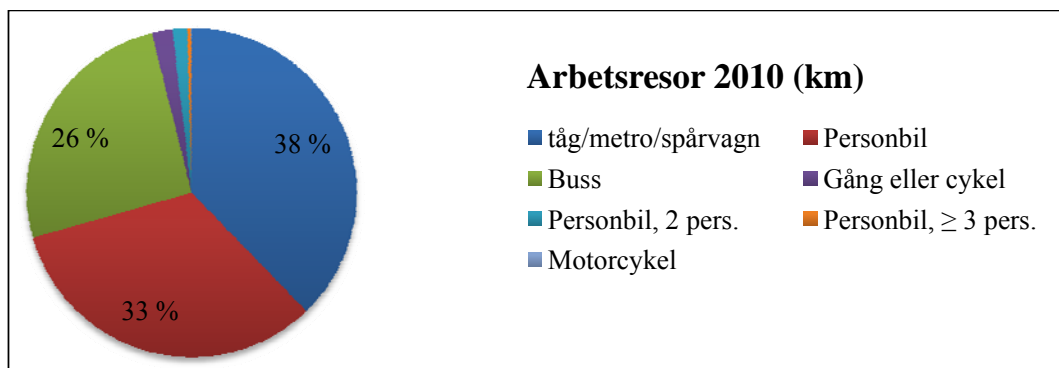 Arbetsresor 2010 (km)
26 %
38 %
33 %
tåg/metro/spårvagn
Personbil
Buss
Gång eller cykel
Personbil, 2 pers.
Personbil, ≥ 3 pers.
Motorcykel